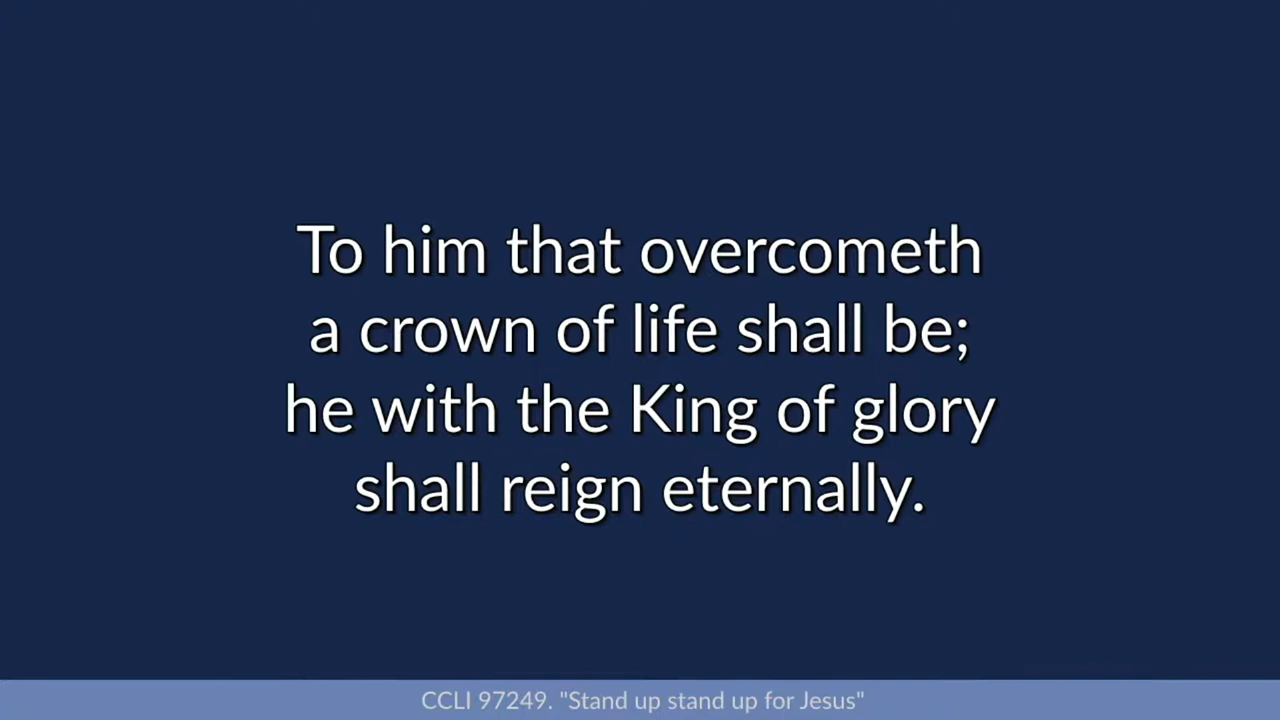 To him that overcometh
a crown of life shall be;
he with the King of glory
shall reign eternally.
CCLI 97249. "Stand up stand up for Jesus"